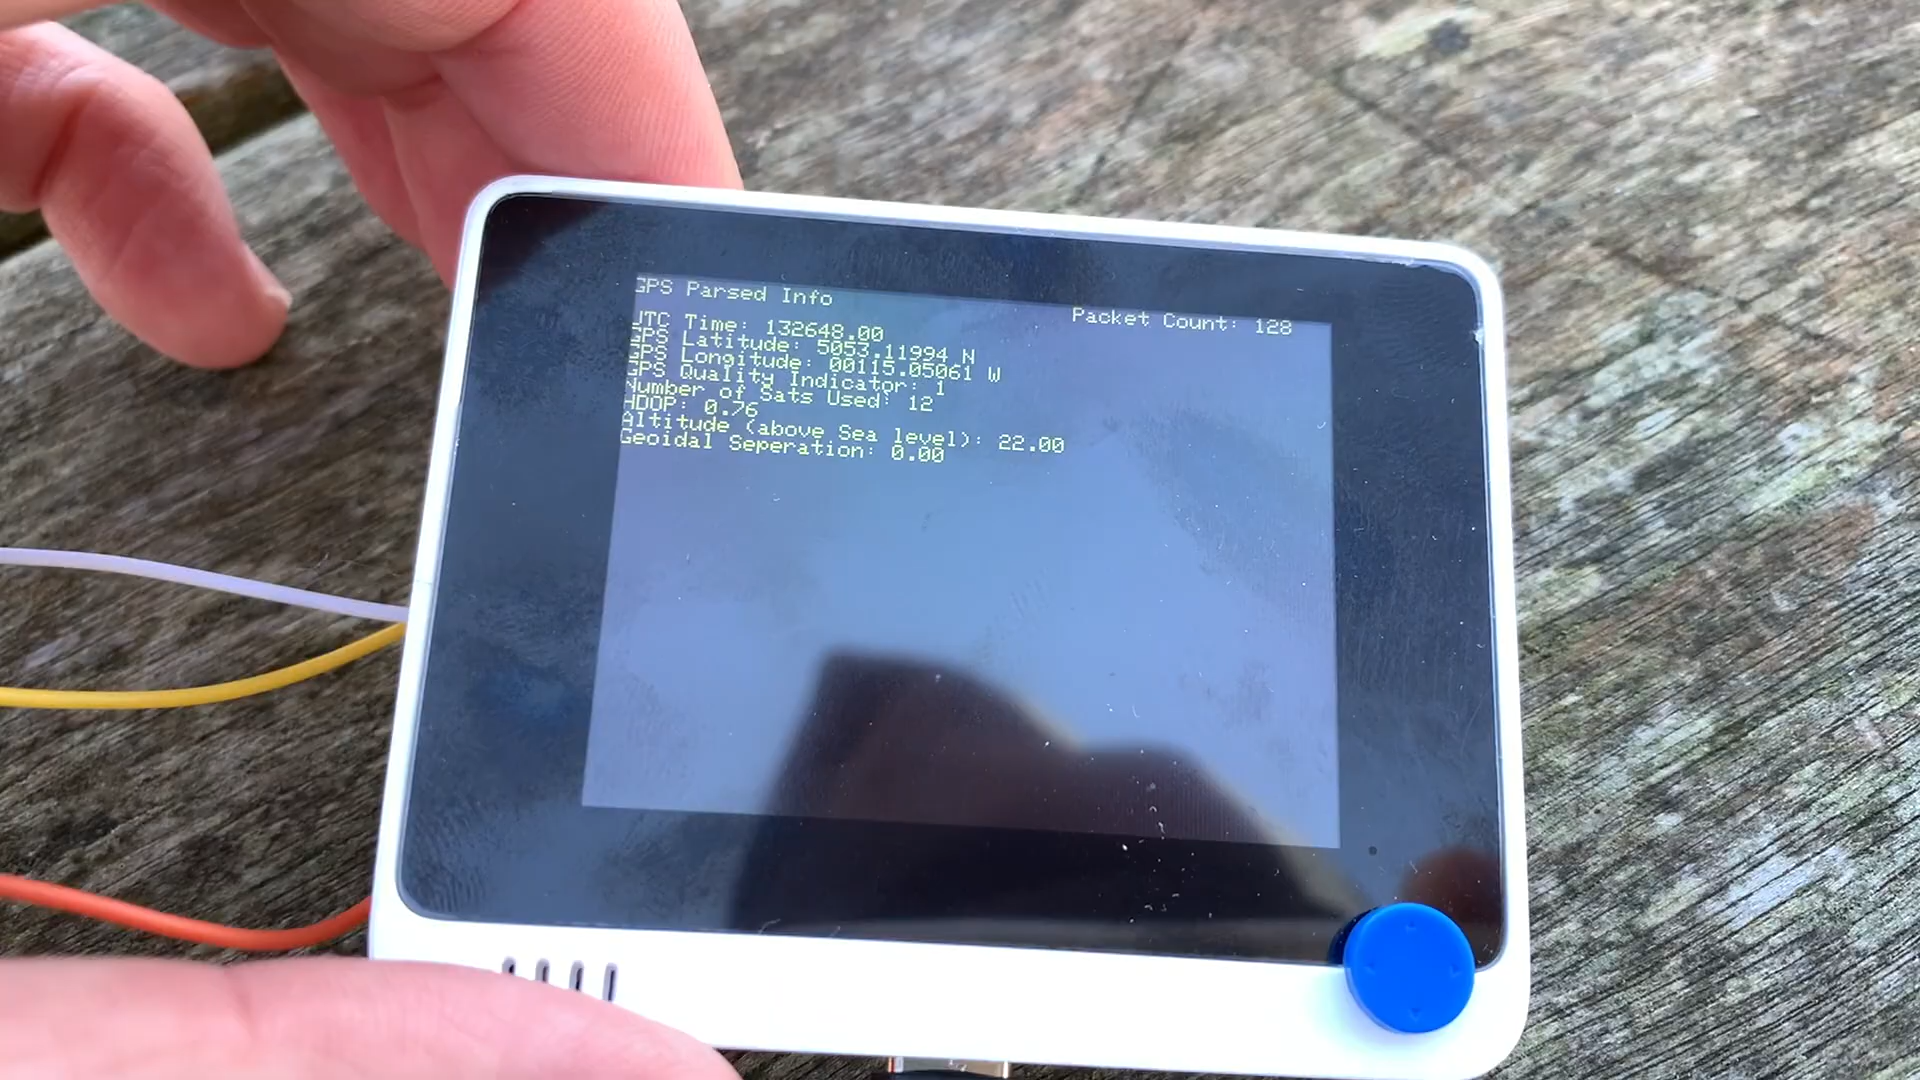 GPS Parsed Info
Packet Count: 128
UTC Time: 132648.00
GPS Latitude: 5053.11994 N
GPS Longitude: 00115.05061 W
GPS Quality Indicator: 1
Number of Sats Used: 12
HDOP: 0.76
Altitude (above Sea level): 22.00
Geoidal Seperation: 0.00